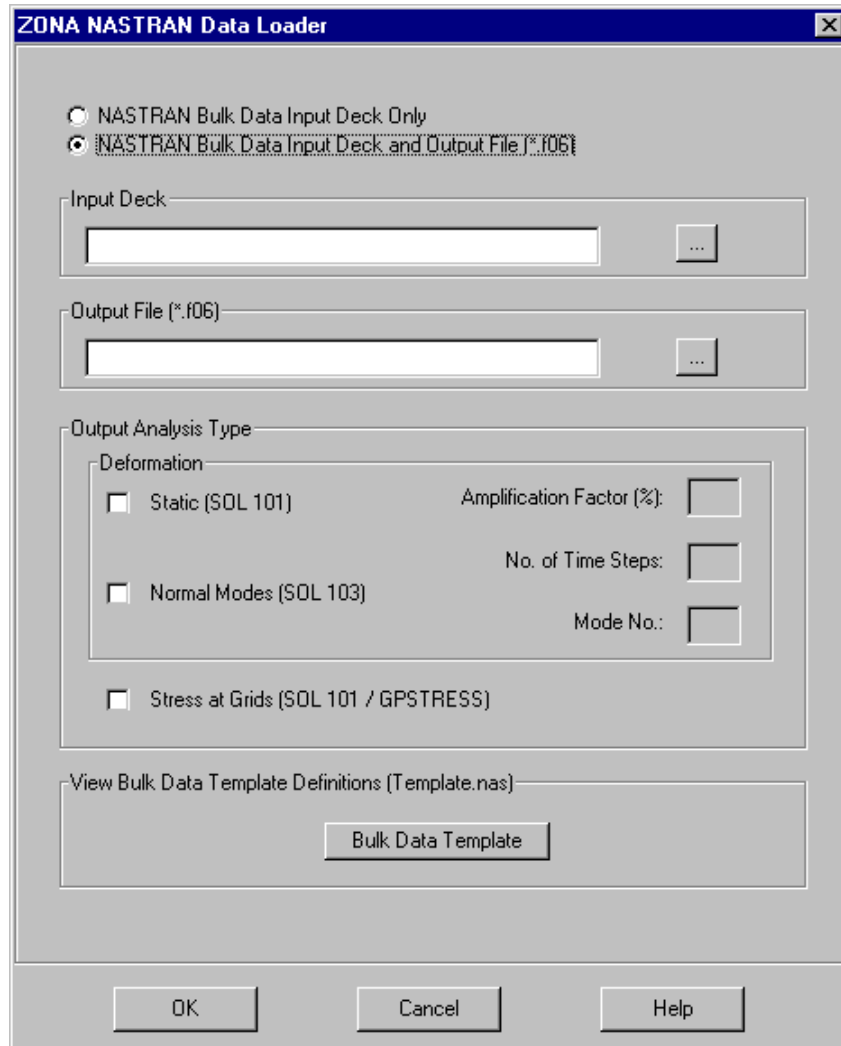 ZONA NASTRAN Data Loader
NASTRAN Bulk Data Input Deck Only
NASTRAN Bulk Data Input Deck and Output File (*.f06)
Input Deck
...
Output File (*.f06)
...
Output Analysis Type
Deformation
Static (SOL 101) Amplification Factor (%):
No. of Time Steps:
Normal Modes (SOL 103)
Mode No.:
Stress at Grids (SOL 101 / GPSTRESS)
View Bulk Data Template Definitions (Template.nas)
Bulk Data Template
OK Cancel Help